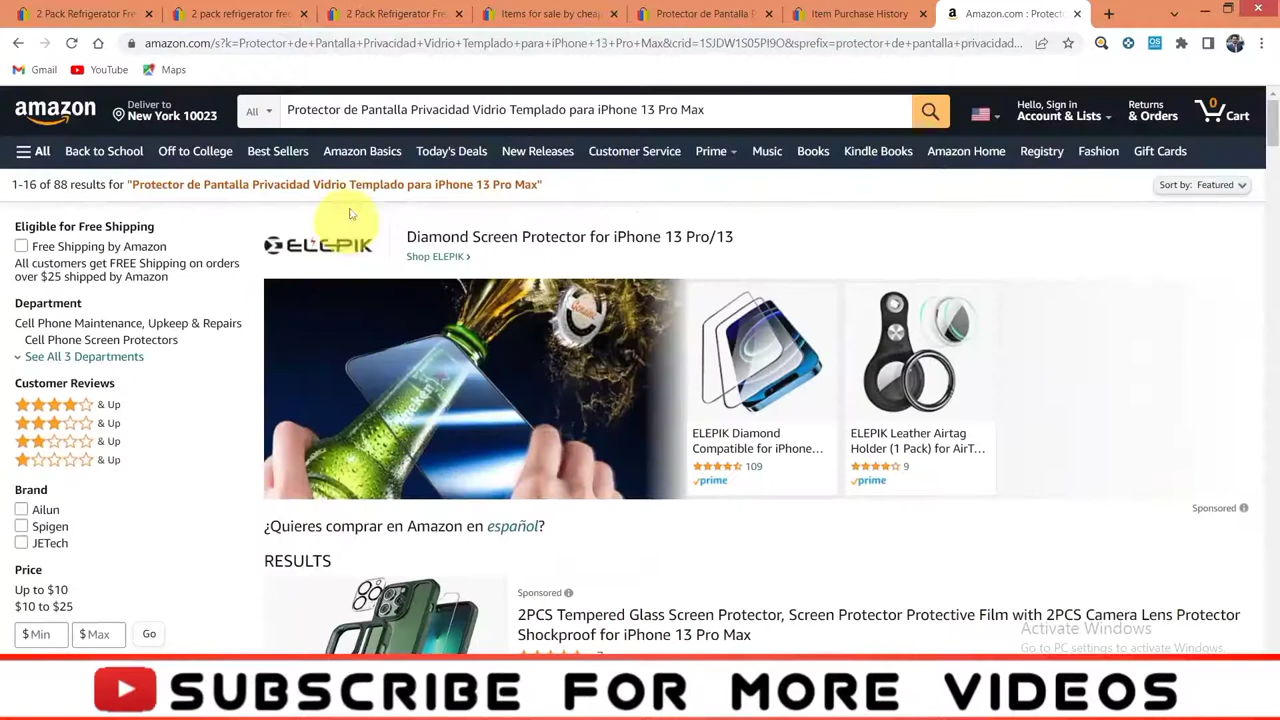 2 Pack Refrigerator Fre
2 pack refrigerator fre
2 Pack Refrigerator Fre
Items for sale by cheap
Protector de Pantalla P
Item Purchase History
Amazon.com : Protect
amazon.com/s?k=Protector+de+Pantalla+Privacidad+Vidrio+Templado+para+iPhone+13+Pro+Max&crid=1SJDW1S05PI9O&sprefix=protector+de+pantalla+privacidad...
Gmail
YouTube
Maps
amazon
Deliver to
New York 10023
All
Protector de Pantalla Privacidad Vidrio Templado para iPhone 13 Pro Max
Hello, Sign in
Account & Lists
Returns
& Orders
0
Cart
All
Back to School
Off to College
Best Sellers
Amazon Basics
Today's Deals
New Releases
Customer Service
Prime
Music
Books
Kindle Books
Amazon Home
Registry
Fashion
Gift Cards
1-16 of 88 results for "Protector de Pantalla Privacidad Vidrio Templado para iPhone 13 Pro Max"
Sort by: Featured
Eligible for Free Shipping
Free Shipping by Amazon
All customers get FREE Shipping on orders
over $25 shipped by Amazon
Department
Cell Phone Maintenance, Upkeep & Repairs
Cell Phone Screen Protectors
See All 3 Departments
Customer Reviews
& Up
& Up
& Up
& Up
Brand
Ailun
Spigen
JETech
Price
Up to $10
$10 to $25
$ Min
$ Max
Go
ELEPIK
Diamond Screen Protector for iPhone 13 Pro/13
Shop ELEPIK ›
Heineken
ELEPIK Diamond
Compatible for iPhone...
109
prime
ELEPIK Leather Airtag
Holder (1 Pack) for AirT...
9
prime
Sponsored
¿Quieres comprar en Amazon en español?
RESULTS
Sponsored
2PCS Tempered Glass Screen Protector, Screen Protector Protective Film with 2PCS Camera Lens Protector
Shockproof for iPhone 13 Pro Max
Activate Windows
Go to PC settings to activate Windows.
SUBSCRIBE FOR MORE VIDEOS